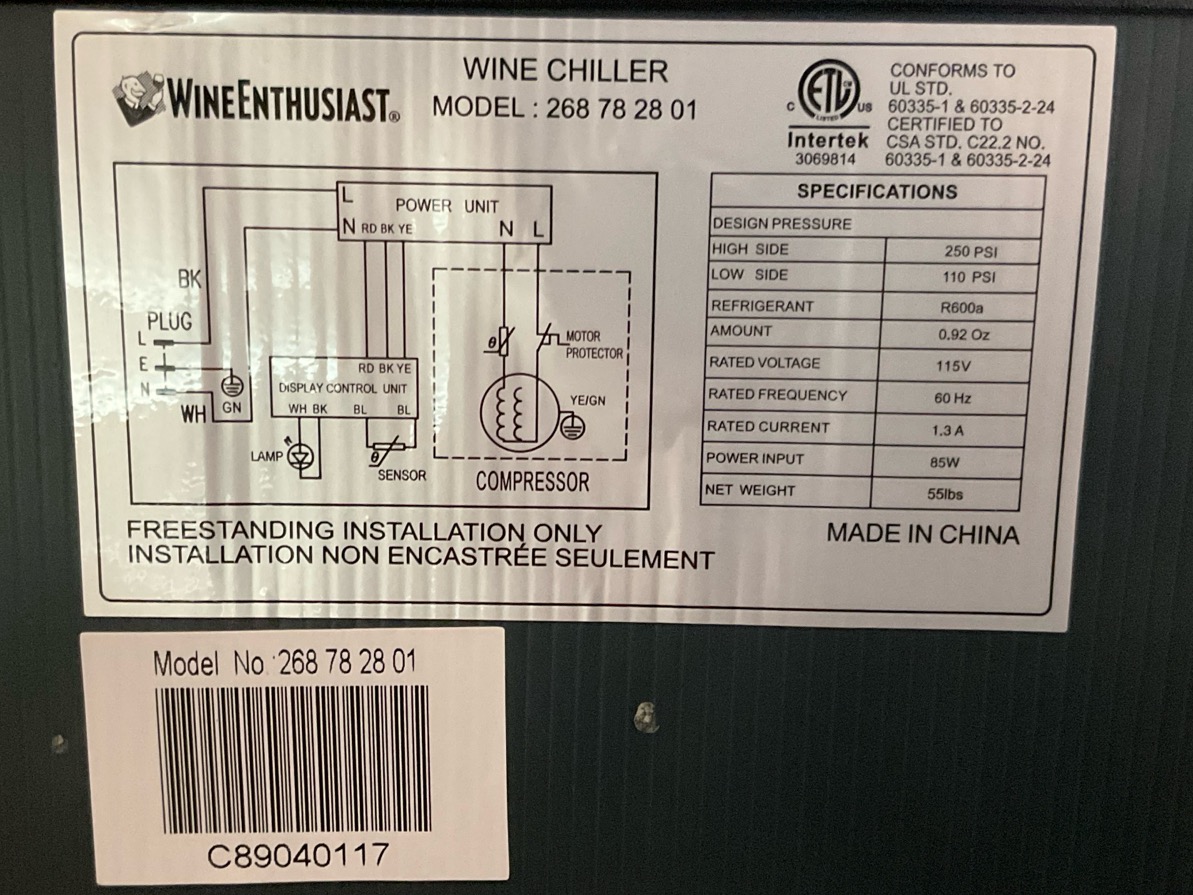 WINEENTHUSIAST®
WINE CHILLER
MODEL : 268 78 28 01
C ETL US
LISTED
Intertek
3069814
CONFORMS TO
UL STD.
60335-1 & 60335-2-24
CERTIFIED TO
CSA STD. C22.2 NO.
60335-1 & 60335-2-24
L
POWER UNIT
N RD BK YE N L
BK
PLUG
L
E
N
WH
GN
RD BK YE
DISPLAY CONTROL UNIT
WH BK BL BL
LAMP
θ
SENSOR
θ
MOTOR
PROTECTOR
YE/GN
COMPRESSOR
SPECIFICATIONS
DESIGN PRESSURE
HIGH SIDE 250 PSI
LOW SIDE 110 PSI
REFRIGERANT R600a
AMOUNT 0.92 Oz
RATED VOLTAGE 115V
RATED FREQUENCY 60 Hz
RATED CURRENT 1.3 A
POWER INPUT 85W
NET WEIGHT 55lbs
FREESTANDING INSTALLATION ONLY
INSTALLATION NON ENCASTRÉE SEULEMENT
MADE IN CHINA
Model No.:268 78 28 01
C89040117